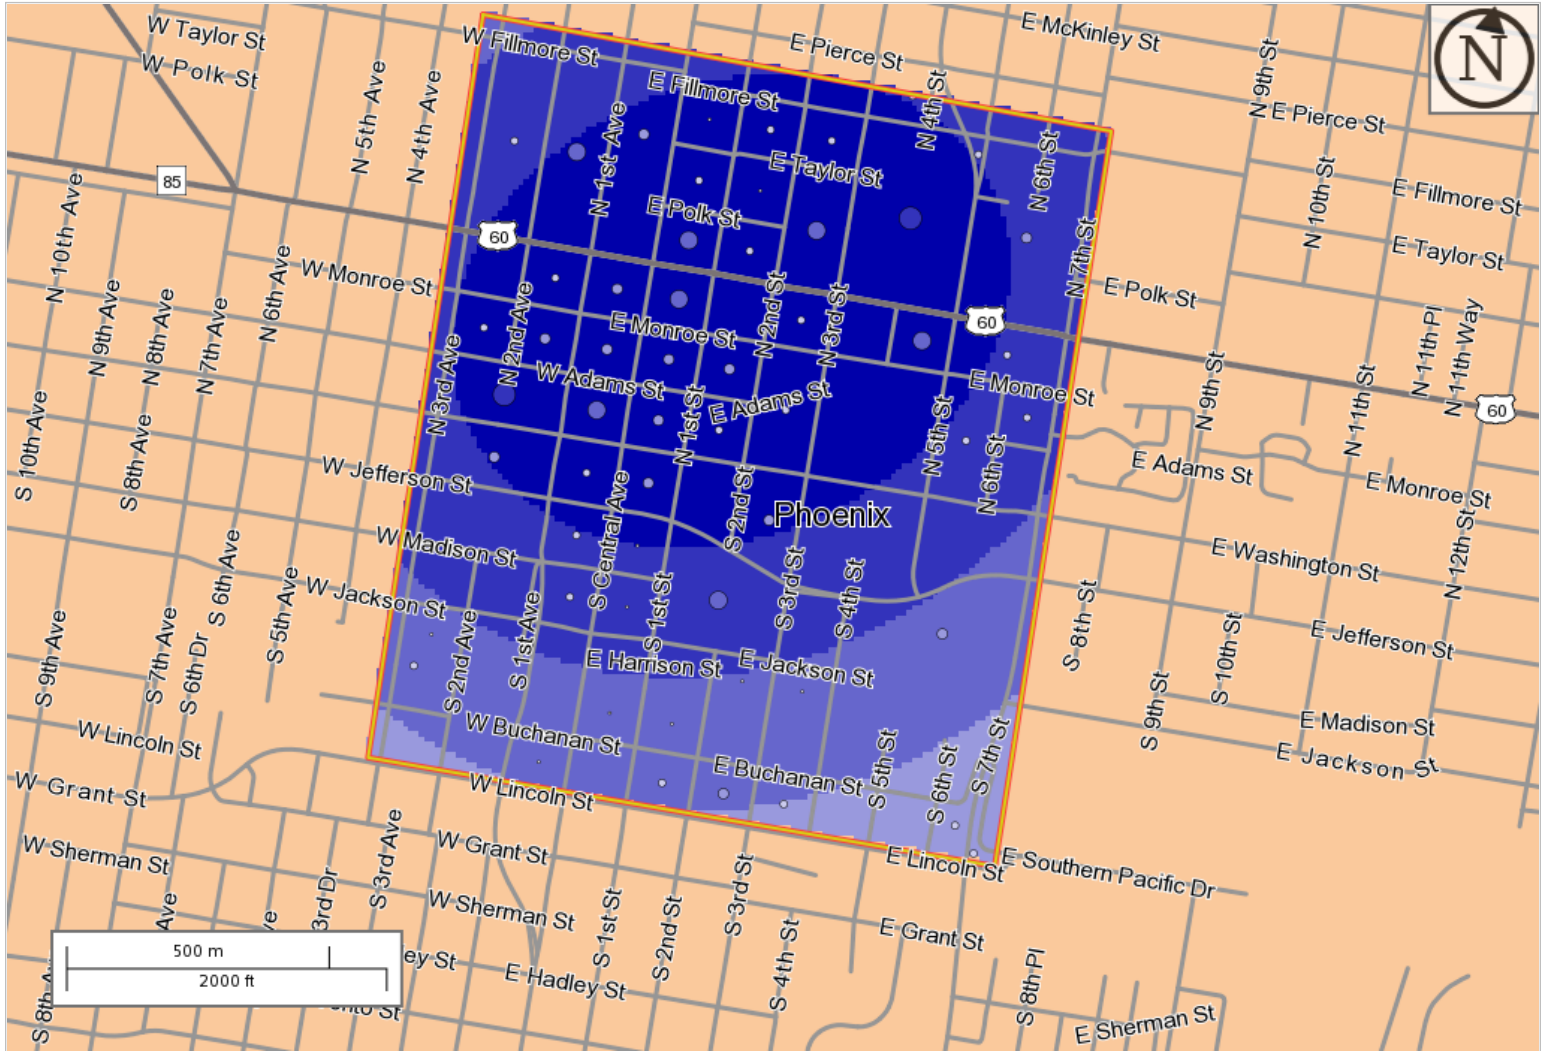 W Taylor St
W Polk St
W Fillmore St
E Fillmore St
E Pierce St
E McKinley St
N
N 5th Ave
N 4th Ave
N 1st Ave
N 4th St
N 9th St
E Pierce St
85
E Taylor St
N 6th St
N 10th St
E Fillmore St
N 10th Ave
60
E Polk St
N 7th St
E Taylor St
W Monroe St
N 6th Ave
E Polk St
N 9th Ave
N 8th Ave
N 7th Ave
N 2nd Ave
E Monroe St
N 2nd St
N 3rd St
60
N 11th Pl
N 11th Way
N 3rd Ave
W Adams St
E Adams St
E Monroe St
N 9th St
N 11th St
60
S 10th Ave
S 8th Ave
N 1st St
N 5th St
N 6th St
E Adams St
E Monroe St
W Jefferson St
S Central Ave
S 2nd St
Phoenix
W Madison St
E Washington St
N 12th St
S 6th Ave
S 5th Ave
W Jackson St
S 1st Ave
S 1st St
S 3rd St
S 4th St
S 8th St
E Jefferson St
S 9th Ave
S 7th Ave
S 6th Dr
S 2nd Ave
E Harrison St
E Jackson St
S 10th St
S 9th St
E Madison St
W Lincoln St
W Buchanan St
E Buchanan St
S 5th St
S 6th St
S 7th St
E Jackson St
W Grant St
W Lincoln St
W Sherman St
S 3rd Ave
W Grant St
E Lincoln St
E Southern Pacific Dr
Ave
ve
3rd Dr
W Sherman St
S 1st St
S 2nd St
S 3rd St
S 4th St
E Grant St
500 m
2000 ft
ey St
E Hadley St
S 8th Pl
S 8th Av
nto St
E Sherman St